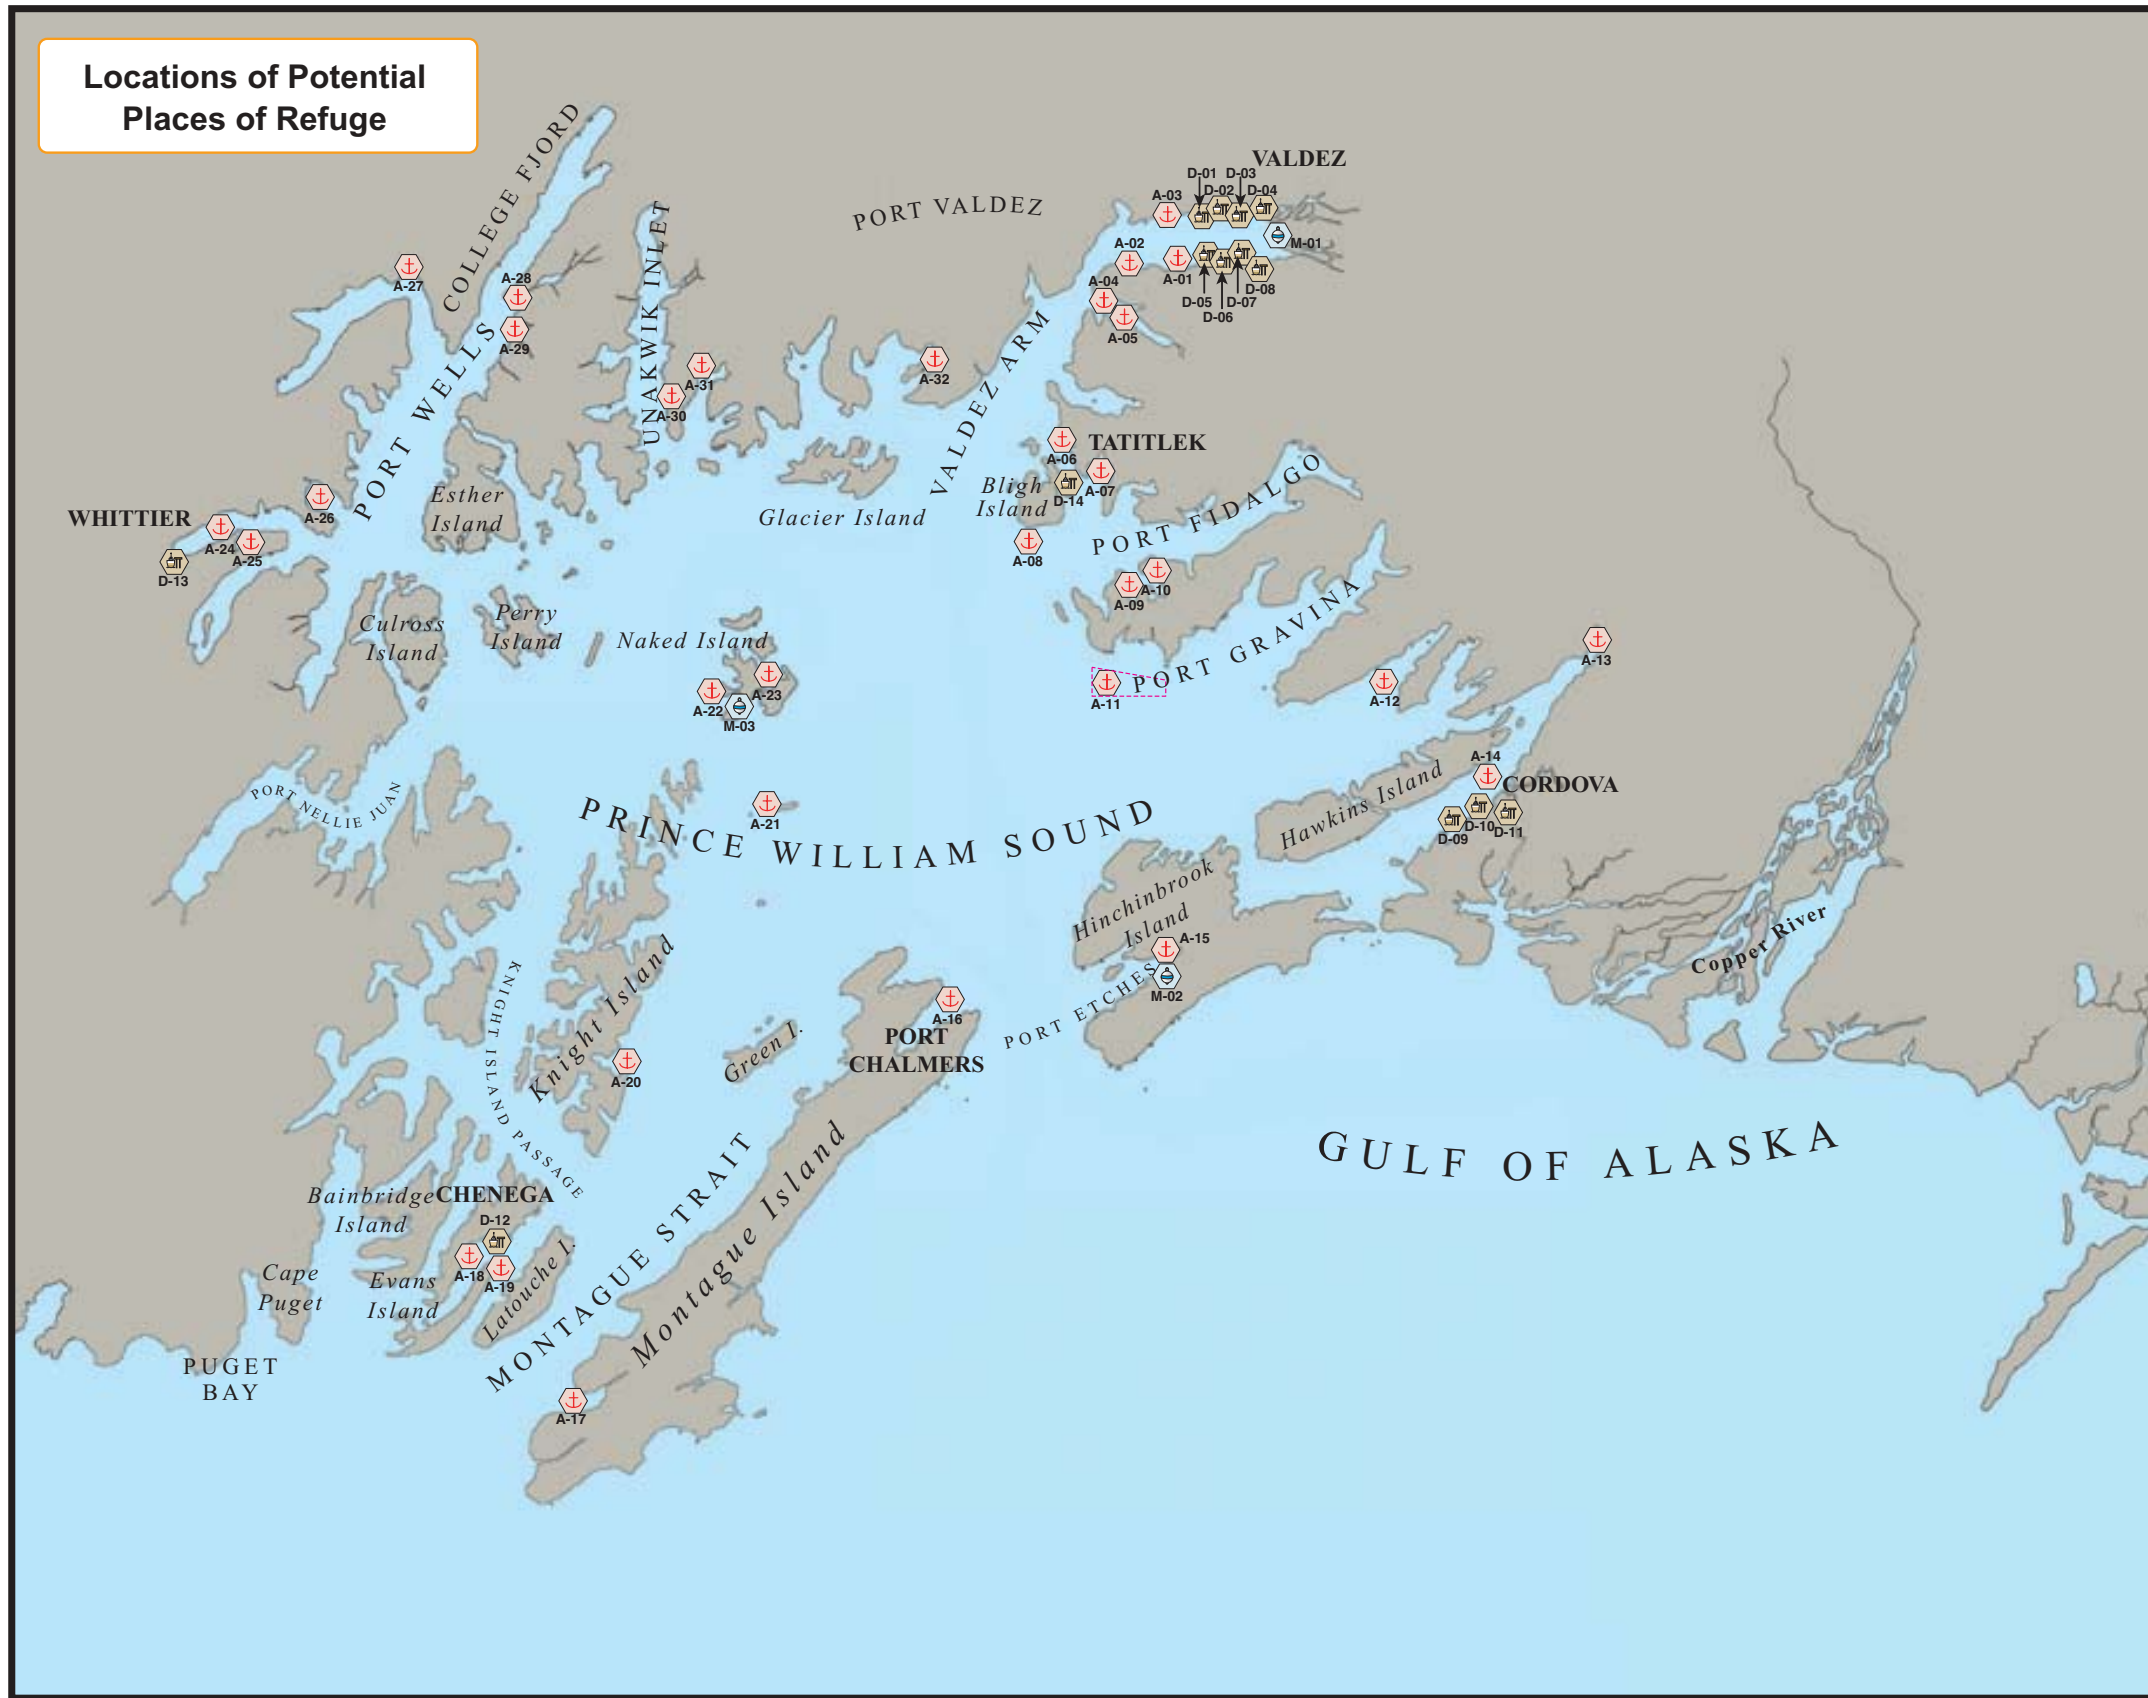 Locations of Potential
Places of Refuge
COLLEGE FJORD
VALDEZ
D-01
D-03
D-02
D-04
A-03
PORT VALDEZ
M-01
A-02
A-01
A-04
D-08
D-05
D-07
D-06
A-05
UNAKWIK INLET
A-27
A-28
A-29
PORT WELLS
A-31
A-30
A-32
VALDEZ ARM
TATITLEK
A-06
A-07
D-14
Bligh
Island
A-08
PORT FIDALGO
Glacier Island
Esther
Island
A-26
WHITTIER
A-24
A-25
D-13
A-10
A-09
PORT GRAVINA
Culross
Island
Perry
Island
Naked Island
A-23
A-22
M-03
A-11
A-12
A-13
A-14
CORDOVA
D-10
D-11
D-09
Hawkins Island
PORT NELLIE JUAN
A-21
PRINCE WILLIAM SOUND
Hinchinbrook
Island
A-15
PORT ETCHES
M-02
Copper River
KNIGHT ISLAND PASSAGE
Knight Island
A-20
Green I.
A-16
PORT
CHALMERS
GULF OF ALASKA
MONTAGUE STRAIT
Montague Island
Bainbridge
Island
CHENEGA
D-12
A-18
A-19
Evans
Island
Latouche I.
Cape
Puget
PUGET
BAY
A-17